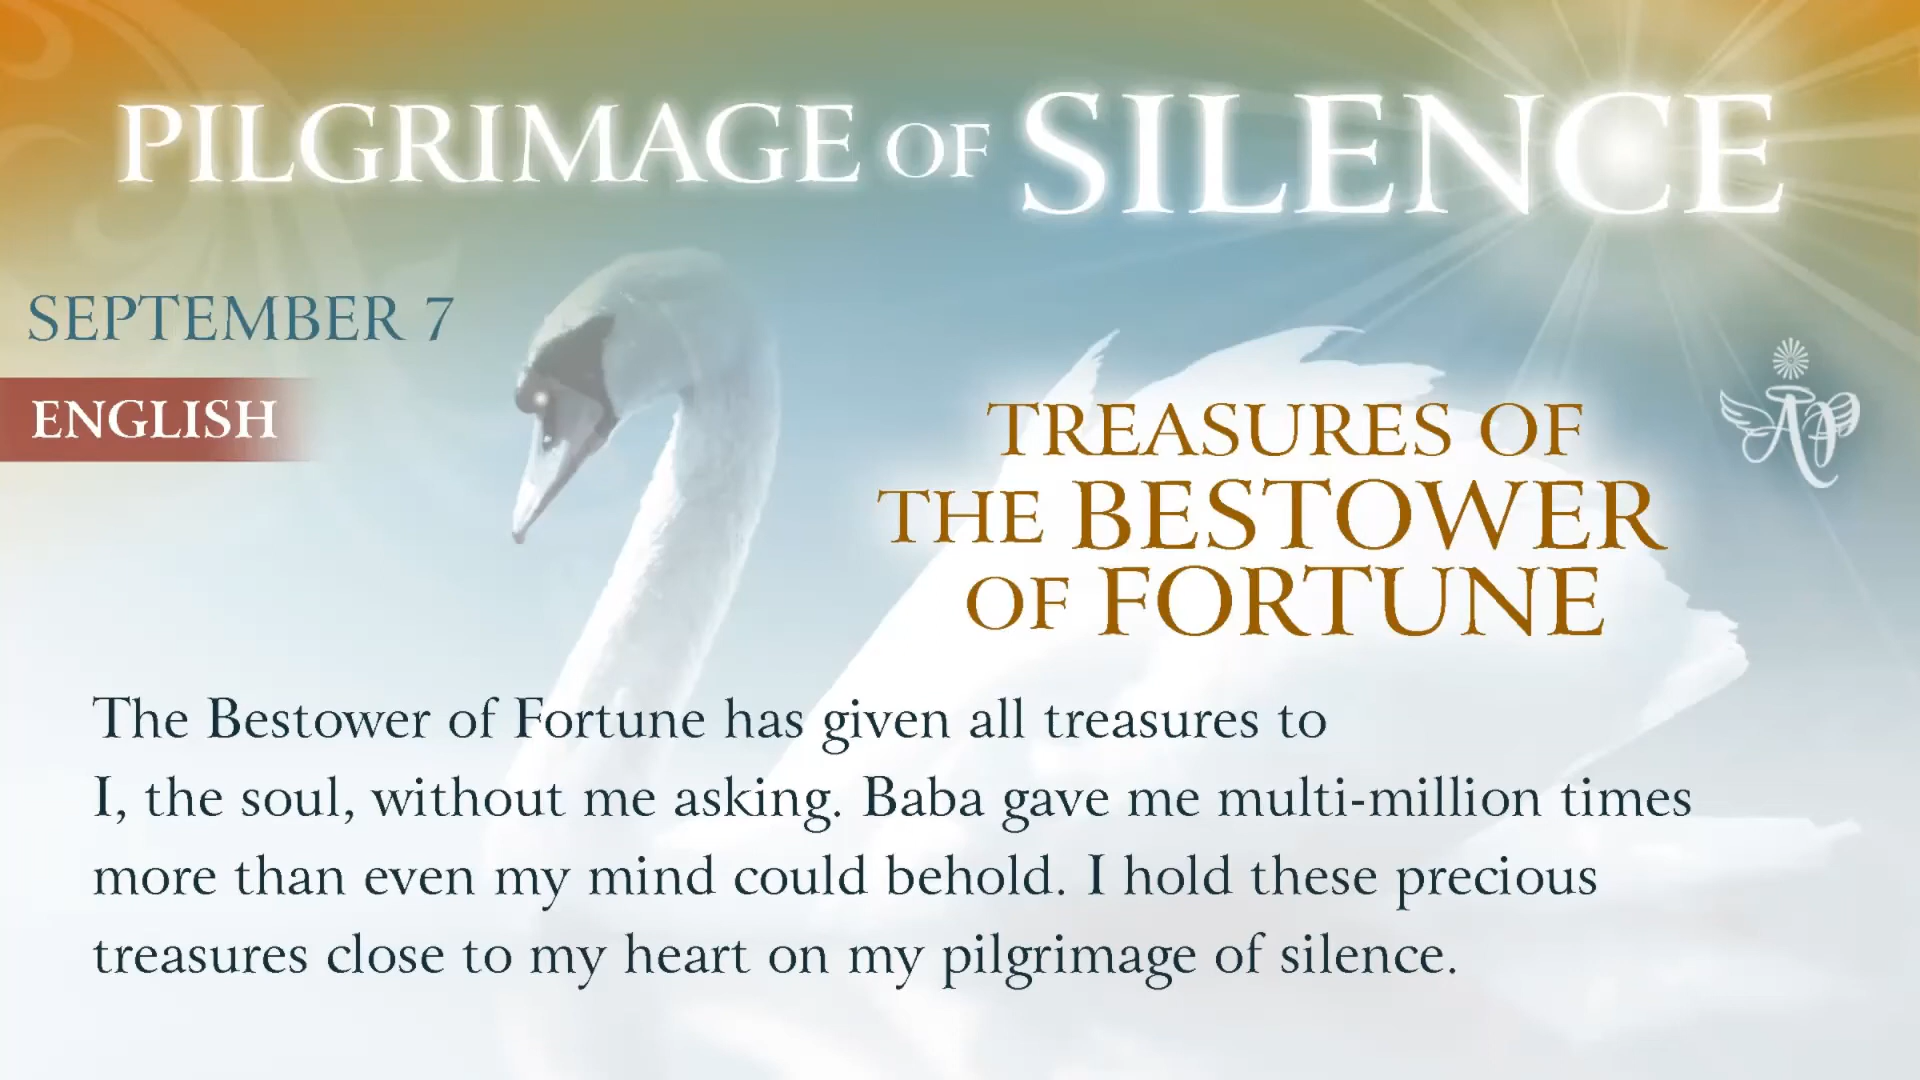 PILGRIMAGE OF SILENCE
SEPTEMBER 7
ENGLISH
TREASURES OF
THE BESTOWER
OF FORTUNE
AP
The Bestower of Fortune has given all treasures to
I, the soul, without me asking. Baba gave me multi-million times
more than even my mind could behold. I hold these precious
treasures close to my heart on my pilgrimage of silence.